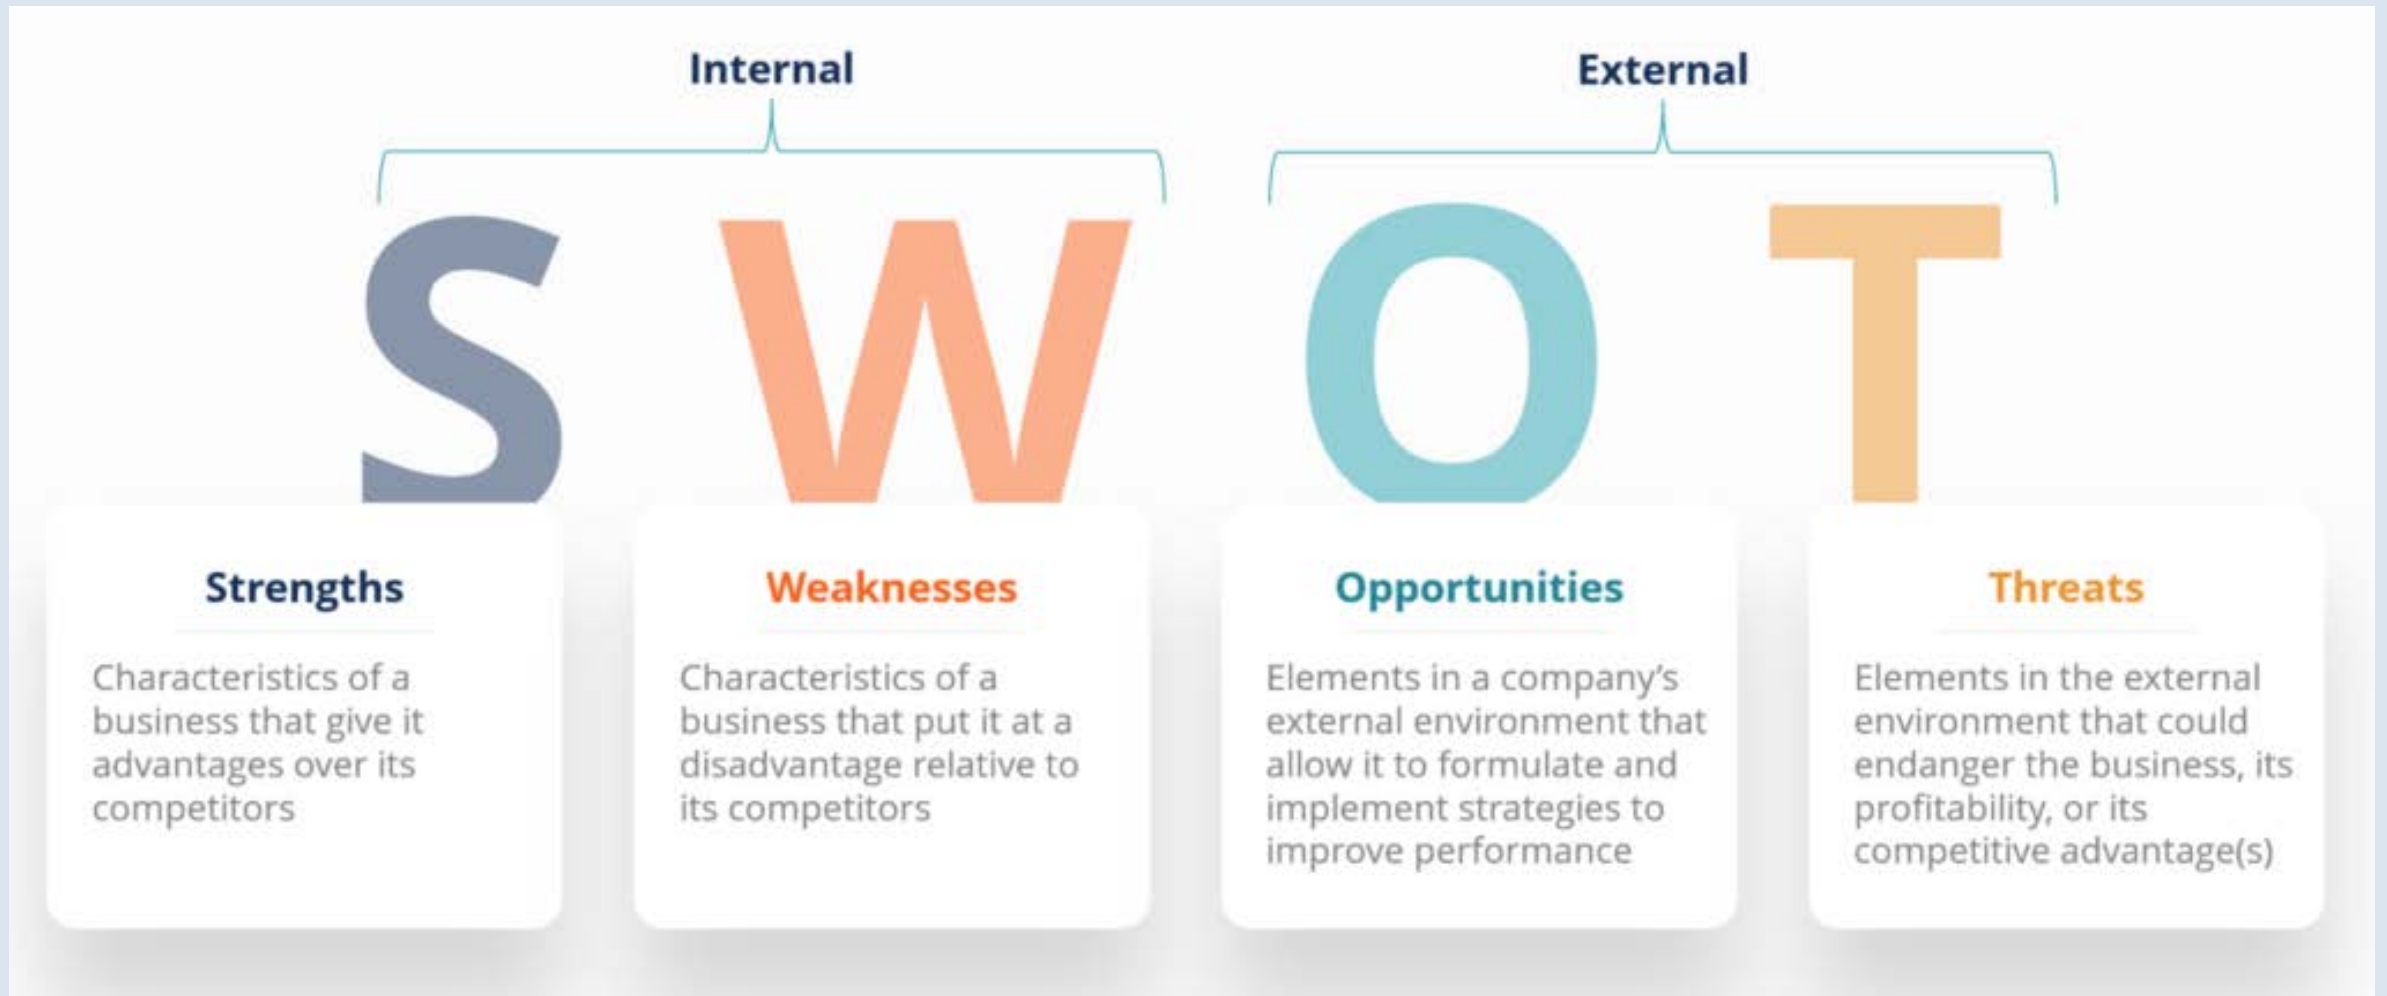 Internal
External
S W O T
Strengths
Characteristics of a
business that give it
advantages over its
competitors
Weaknesses
Characteristics of a
business that put it at a
disadvantage relative to
its competitors
Opportunities
Elements in a company’s
external environment that
allow it to formulate and
implement strategies to
improve performance
Threats
Elements in the external
environment that could
endanger the business, its
profitability, or its
competitive advantage(s)